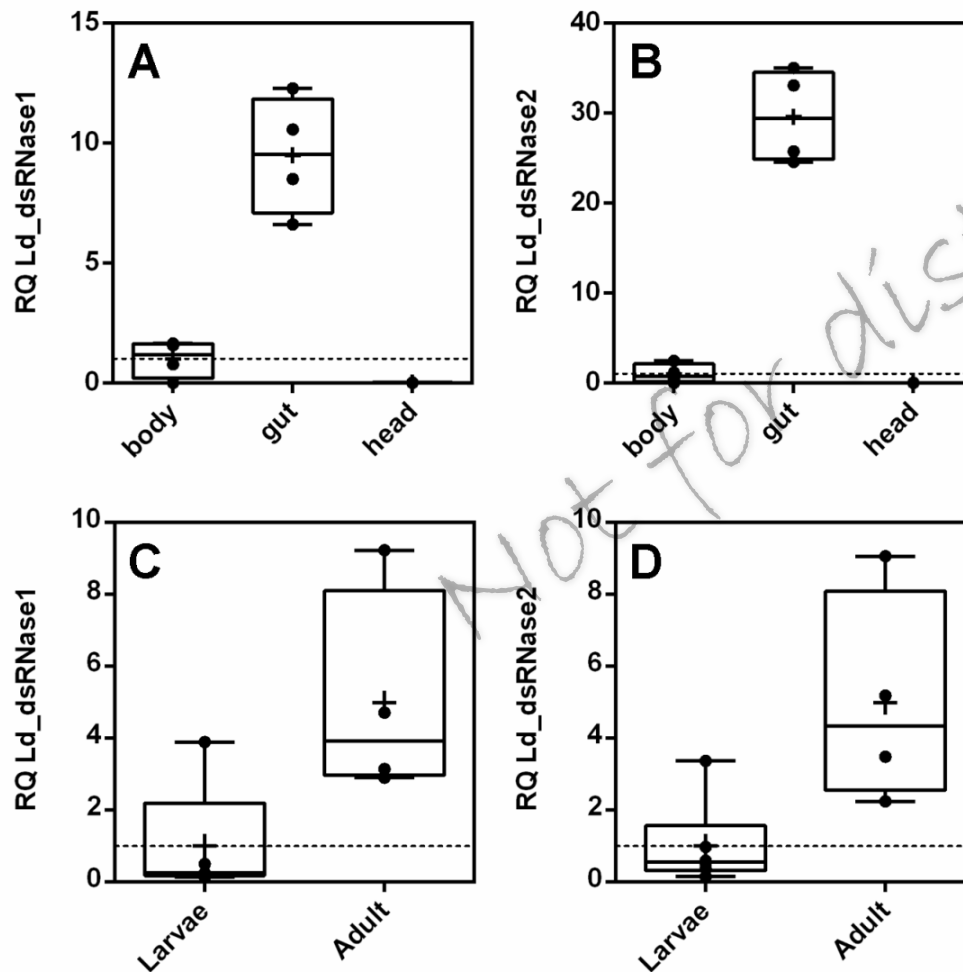 A
RQ Ld_dsRNase1
15
10
5
0
body
gut
head
B
RQ Ld_dsRNase2
40
30
20
10
0
body
gut
head
C
RQ Ld_dsRNase1
10
8
6
4
2
0
Larvae
Adult
D
RQ Ld_dsRNase2
10
8
6
4
2
0
Larvae
Adult
Not for dis